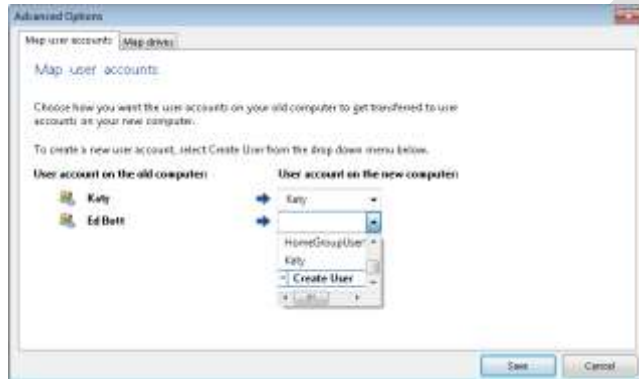 Advanced Options
Map user accounts Map drives
Map user accounts
Choose how you want the user accounts on your old computer to get transferred to user
accounts on your new computer.
To create a new user account, select Create User from the drop down menu below.
User account on the old computer: User account on the new computer:
Katy Katy
Ed Bott
HomeGroupUser
Katy
Create User
Save Cancel